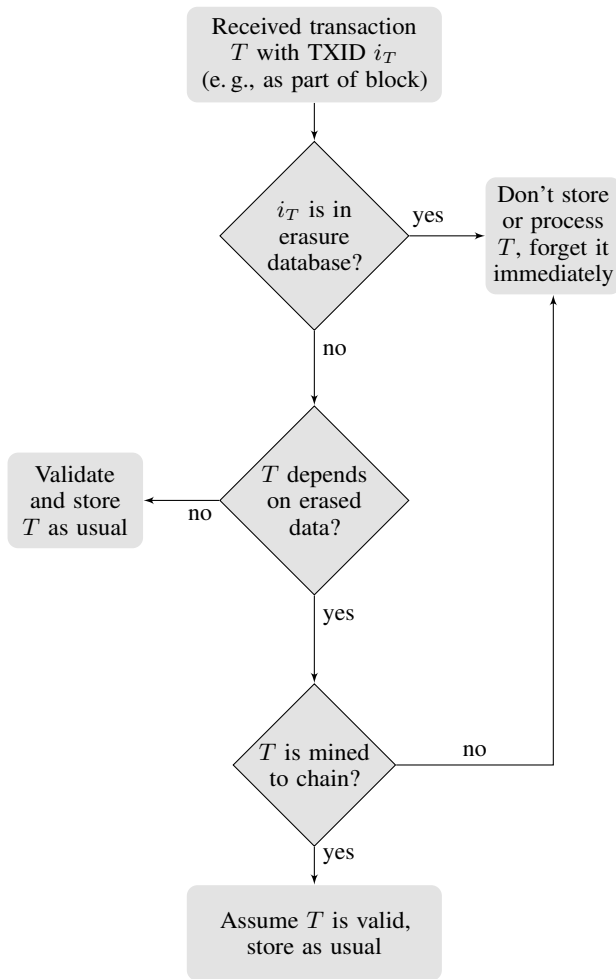 Received transaction
T with TXID i_T
(e. g., as part of block)
i_T is in
erasure
database?
yes
Don't store
or process
T, forget it
immediately
no
T depends
on erased
data?
no
Validate
and store
T as usual
yes
T is mined
to chain?
no
yes
Assume T is valid,
store as usual